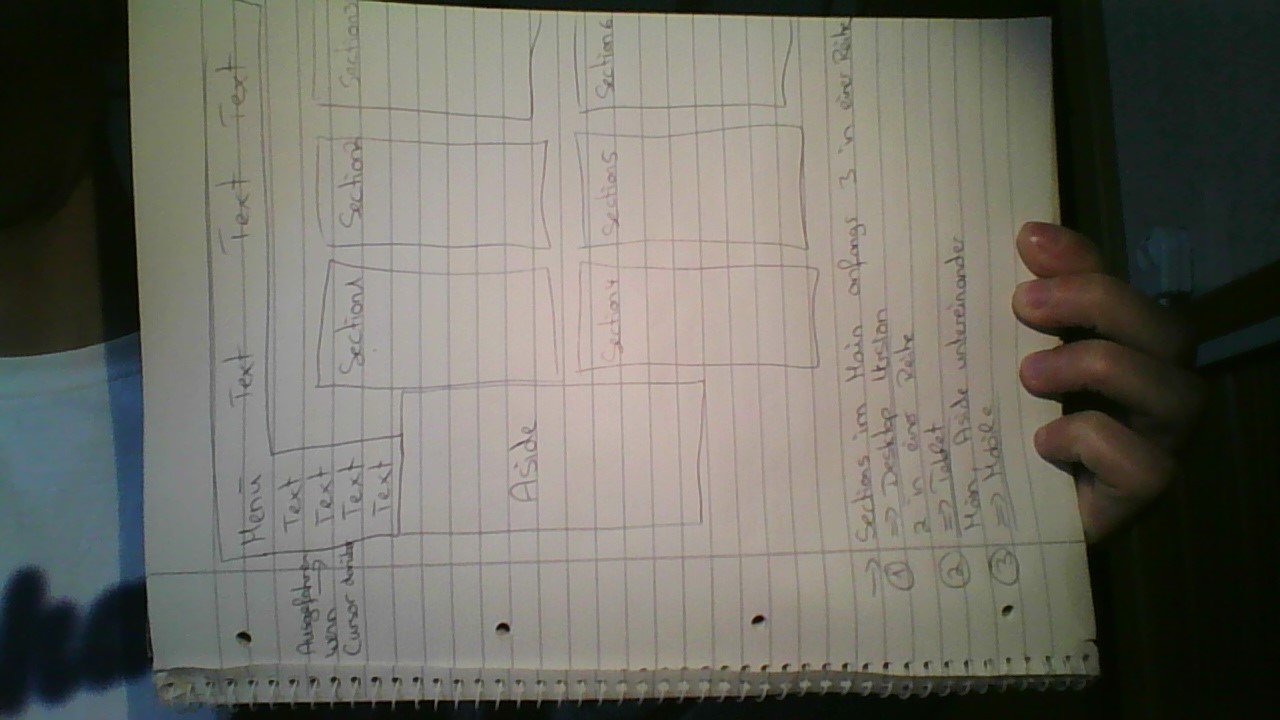 Menü Text Text Text
Text
Text
Text
Text
Ausgefahren
wenn →
Cursor darüber
Section1 Section2 Section3
Aside
Section4 Section5 Section6
→ Sections im Main anfangs 3 in einer Reihe
① => Desktop Version
2 in einer Reihe
② => Tablet
Main, Aside untereinander
③ => Mobile